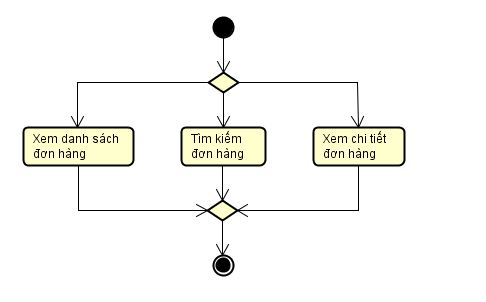 Xem danh sách
đơn hàng
Tìm kiếm
đơn hàng
Xem chi tiết
đơn hàng